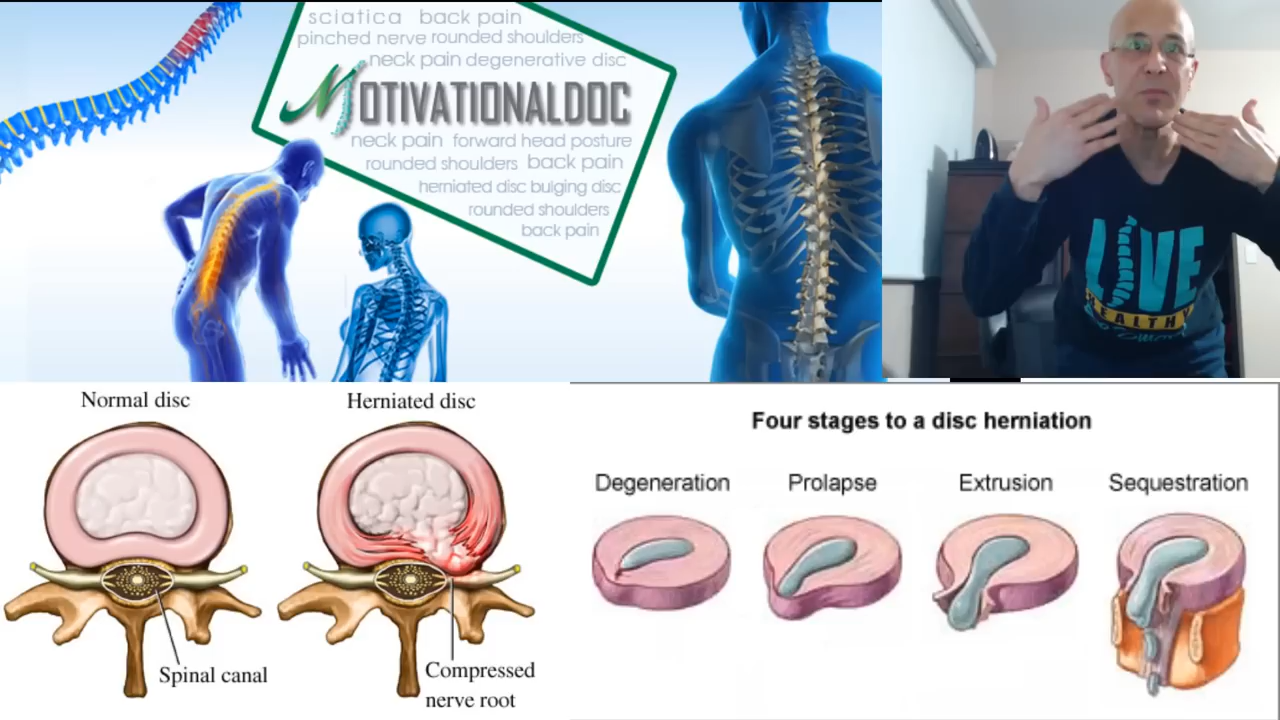 sciatica back pain
pinched nerve rounded shoulders
neck pain degenerative disc
MOTIVATIONALDOC
neck pain forward head posture
rounded shoulders back pain
herniated disc bulging disc
rounded shoulders
back pain
LIVE
HEALTHY
Normal disc
Herniated disc
Spinal canal
Compressed
nerve root
Four stages to a disc herniation
Degeneration
Prolapse
Extrusion
Sequestration